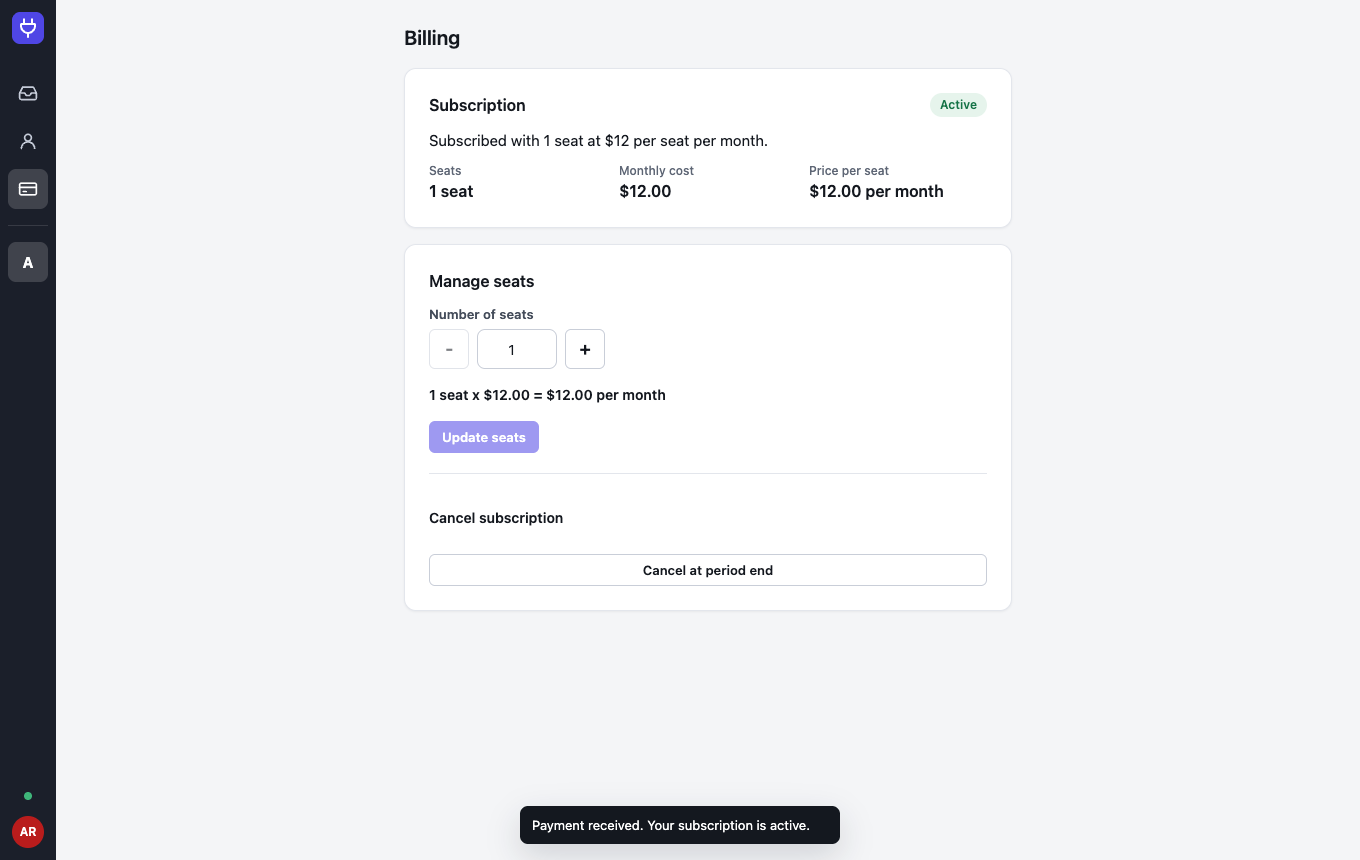 Billing
Subscription
Active
Subscribed with 1 seat at $12 per seat per month.
Seats
1 seat
Monthly cost
$12.00
Price per seat
$12.00 per month
A
Manage seats
Number of seats
-
1
+
1 seat x $12.00 = $12.00 per month
Update seats
Cancel subscription
Cancel at period end
AR
Payment received. Your subscription is active.